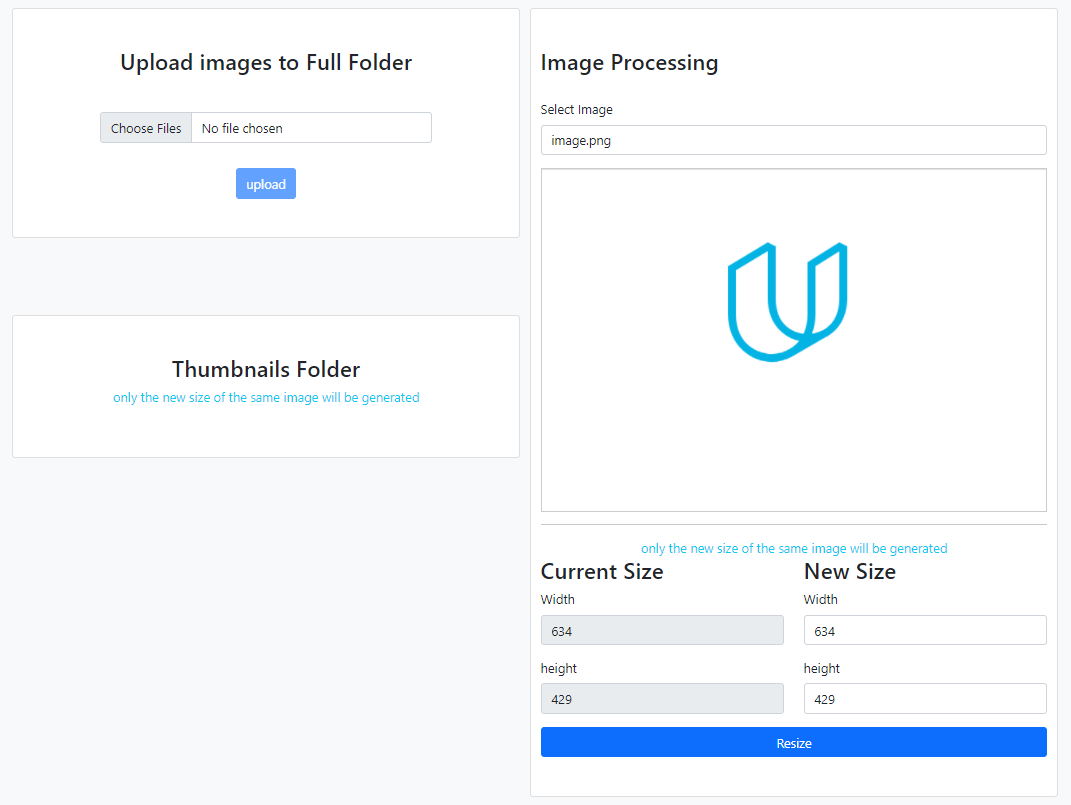 Upload images to Full Folder
Choose Files No file chosen
upload
Thumbnails Folder
only the new size of the same image will be generated
Image Processing
Select Image
image.png
only the new size of the same image will be generated
Current Size New Size
Width Width
634 634
height height
429 429
Resize